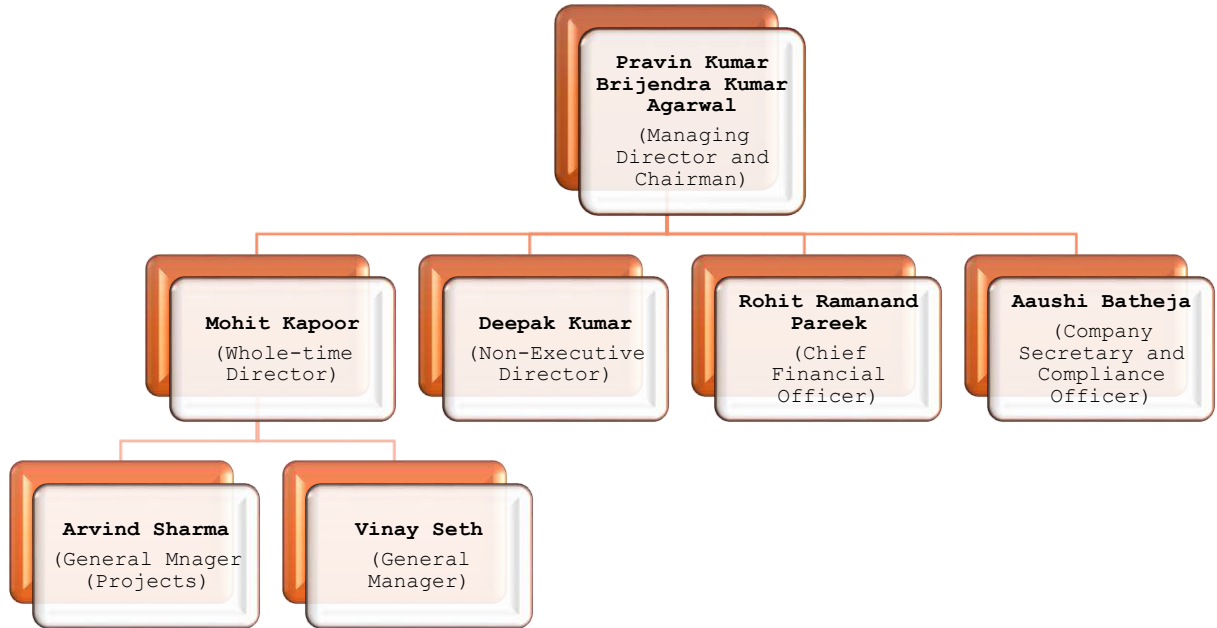 Pravin Kumar
Brijendra Kumar
Agarwal
(Managing
Director and
Chairman)
Mohit Kapoor
(Whole-time
Director)
Deepak Kumar
(Non-Executive
Director)
Rohit Ramanand
Pareek
(Chief
Financial
Officer)
Aaushi Batheja
(Company
Secretary and
Compliance
Officer)
Arvind Sharma
(General Mnager
(Projects)
Vinay Seth
(General
Manager)